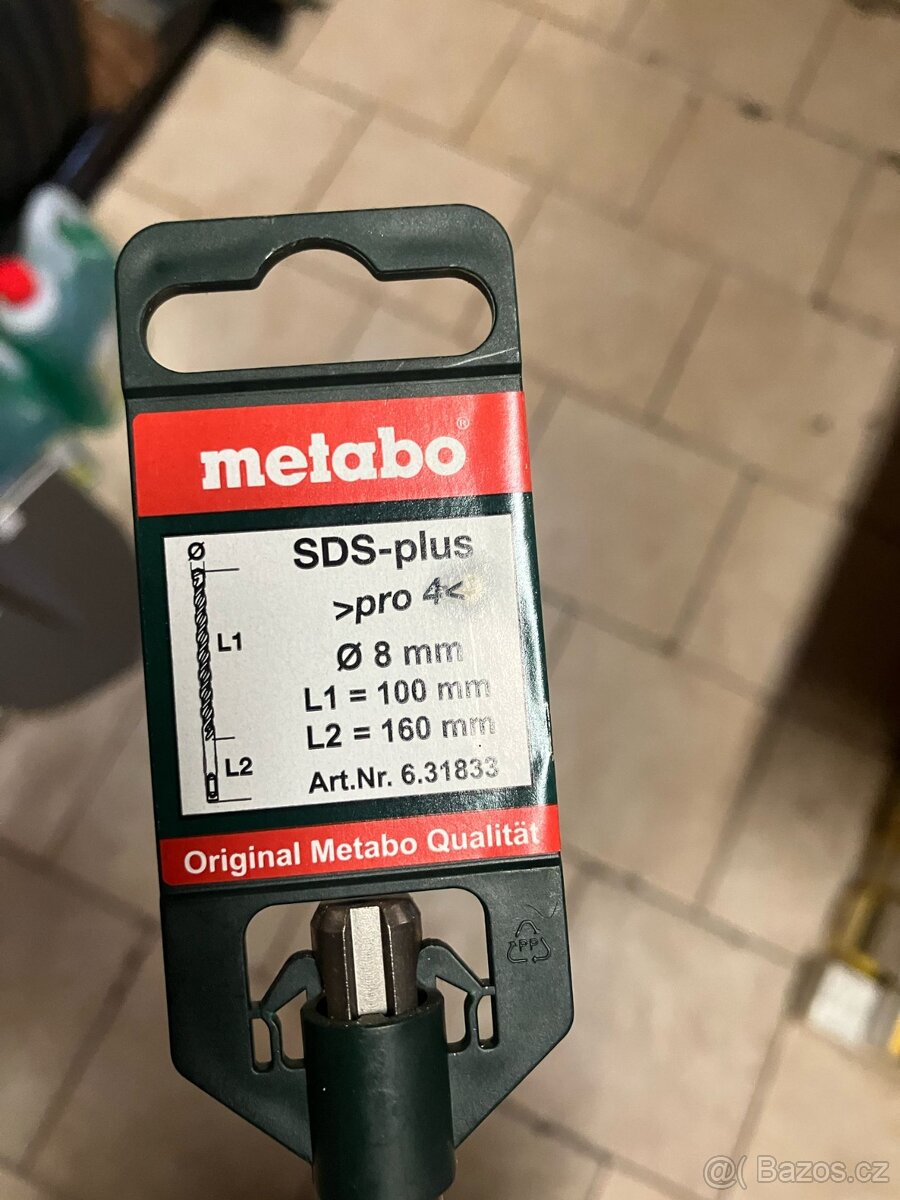 metabo®
Ø
SDS-plus
>pro 4<
L1
Ø 8 mm
L1 = 100 mm
L2 = 160 mm
L2
Art.Nr. 6.31833
Original Metabo Qualität
PP
@( Bazos.cz